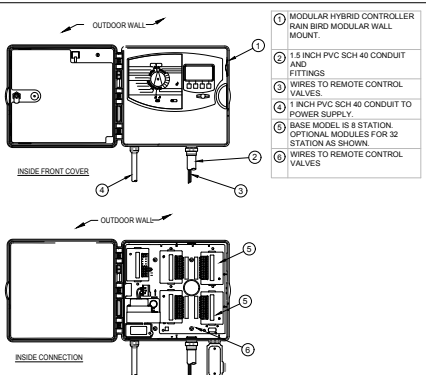 OUTDOOR WALL
1 MODULAR HYBRID CONTROLLER
RAIN BIRD MODULAR WALL
MOUNT.
2 1.5 INCH PVC SCH 40 CONDUIT
AND
FITTINGS
3 WIRES TO REMOTE CONTROL
VALVES.
4 1 INCH PVC SCH 40 CONDUIT TO
POWER SUPPLY.
5 BASE MODEL IS 8 STATION.
OPTIONAL MODULES FOR 32
STATION AS SHOWN.
6 WIRES TO REMOTE CONTROL
VALVES
1
2
INSIDE FRONT COVER
4
3
OUTDOOR WALL
5
5
6
INSIDE CONNECTION